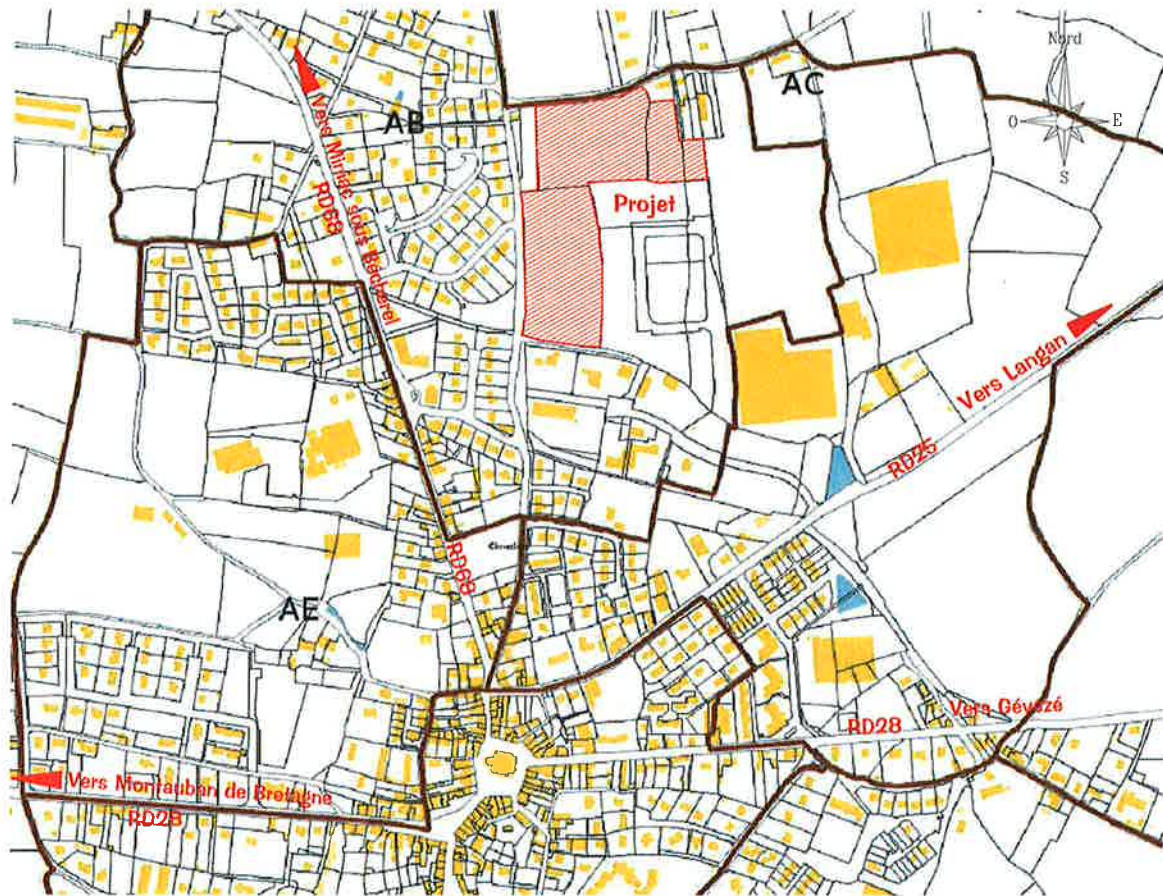 Nord
O
E
S
AC
AB
Vers Miniac sous Bécherel
RD68
Projet
Vers Langan
RD25
RD68
AE
Vers Gévezé
RD28
Vers Montauban de Bretagne
RD28